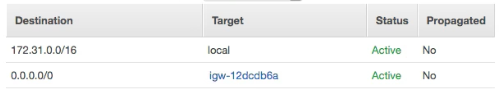 Destination Target Status Propagated
172.31.0.0/16 local Active No
0.0.0.0/0 igw-12dcdb6a Active No